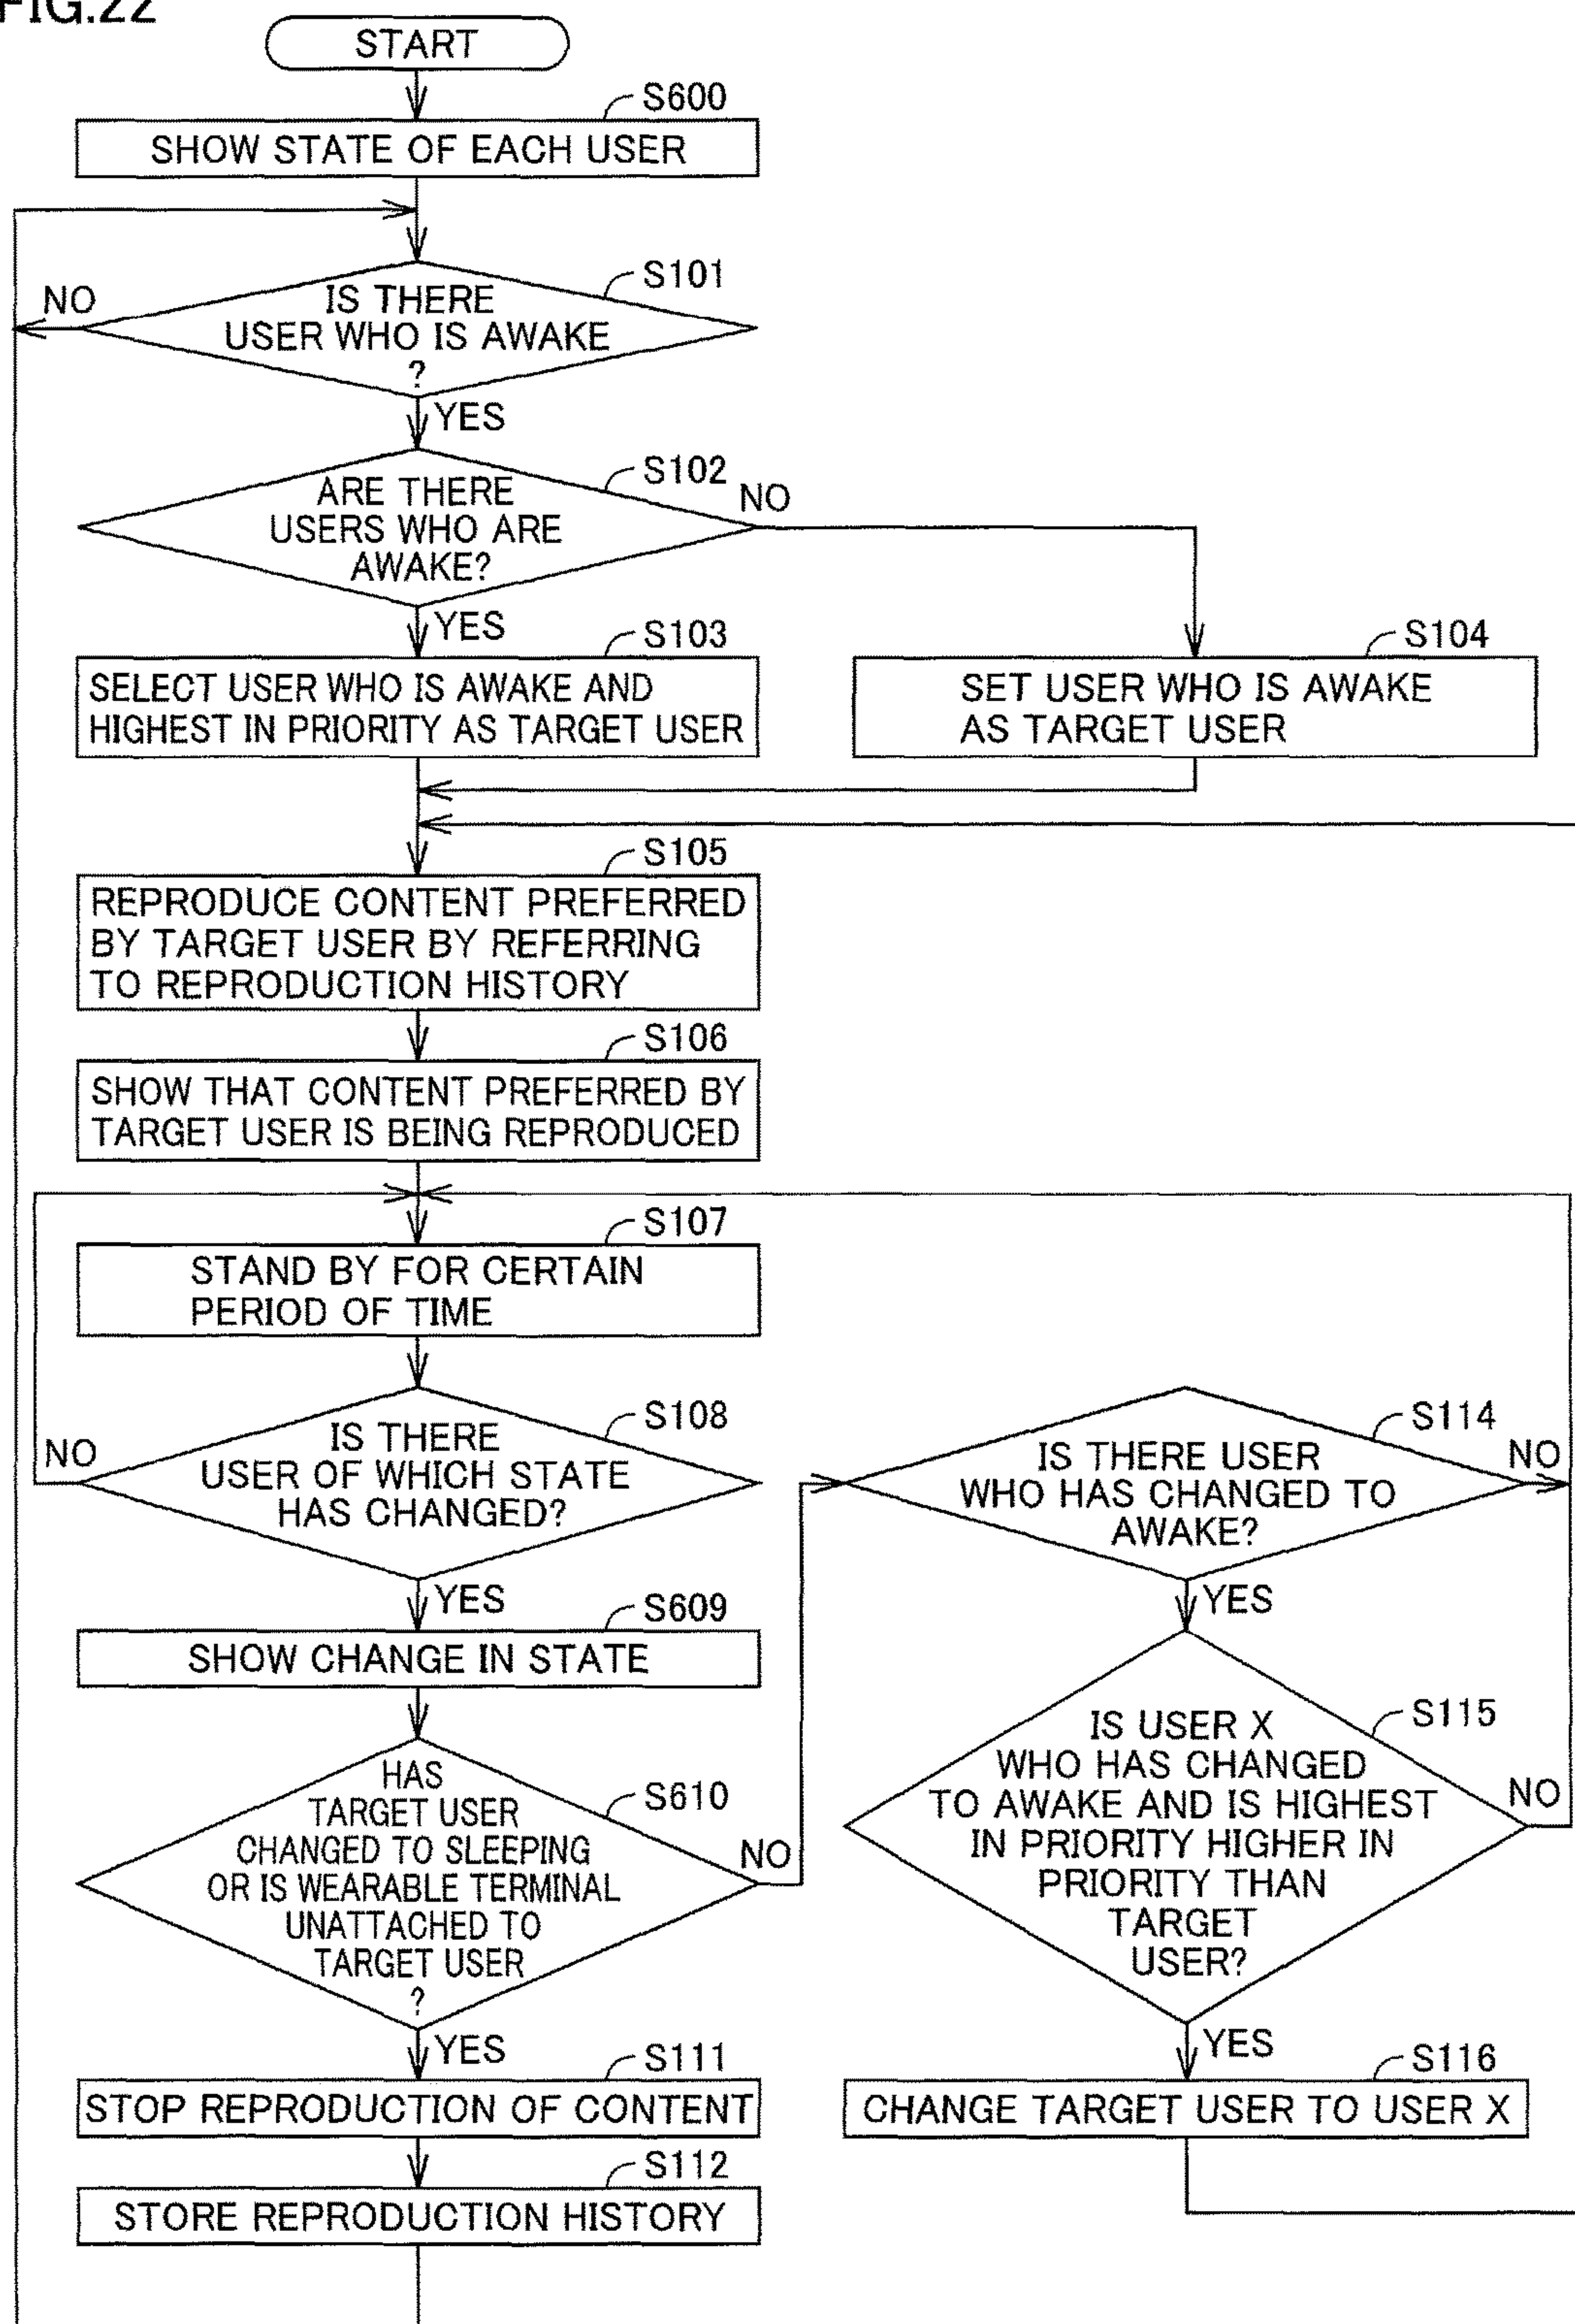 FIG.22
START
S600
SHOW STATE OF EACH USER
S101
NO
IS THERE
USER WHO IS AWAKE
?
YES
S102
ARE THERE
USERS WHO ARE
AWAKE?
NO
YES
S103
SELECT USER WHO IS AWAKE AND
HIGHEST IN PRIORITY AS TARGET USER
S104
SET USER WHO IS AWAKE
AS TARGET USER
S105
REPRODUCE CONTENT PREFERRED
BY TARGET USER BY REFERRING
TO REPRODUCTION HISTORY
S106
SHOW THAT CONTENT PREFERRED BY
TARGET USER IS BEING REPRODUCED
S107
STAND BY FOR CERTAIN
PERIOD OF TIME
S108
NO
IS THERE
USER OF WHICH STATE
HAS CHANGED?
YES
S609
SHOW CHANGE IN STATE
S610
HAS
TARGET USER
CHANGED TO SLEEPING
OR IS WEARABLE TERMINAL
UNATTACHED TO
TARGET USER
?
NO
YES
S111
STOP REPRODUCTION OF CONTENT
S112
STORE REPRODUCTION HISTORY
S114
IS THERE USER
WHO HAS CHANGED TO
AWAKE?
NO
YES
S115
IS USER X
WHO HAS CHANGED
TO AWAKE AND IS HIGHEST
IN PRIORITY HIGHER IN
PRIORITY THAN
TARGET
USER?
NO
YES
S116
CHANGE TARGET USER TO USER X